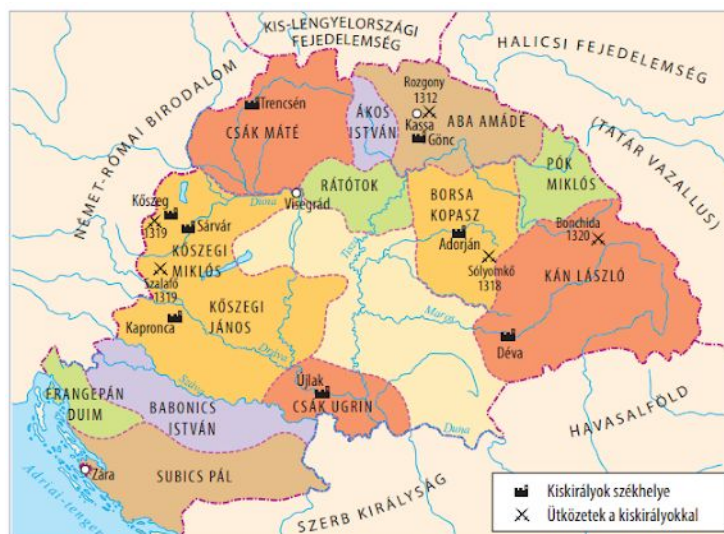 KIS-LENGYELORSZÁGI
FEJEDELEMSÉG
HALICSI FEJEDELEMSÉG
(TATÁR VAZALLUS)
NÉMET-RÓMAI BIRODALOM
Trencsén
CSÁK MÁTÉ
ÁKOS
ISTVÁN
Rozgony
1312
Kassa
Gönc
ABA AMADÉ
RÁTÓTOK
Visegrád
Duna
PÓK
MIKLÓS
BORSA
KOPASZ
Adorján
Sólyomkő
1318
Bonchida
1320
KÁN LÁSZLÓ
Kőszeg
1319
Sárvár
KŐSZEGI
MIKLÓS
Szalafő
1319
KŐSZEGI
JÁNOS
Kapronca
Maros
Déva
Dráva
Száva
Újlak
CSÁK UGRIN
Duna
FRANGEPÁN
DUIM
BABONICS
ISTVÁN
SUBICS PÁL
Zára
Adriai-tenger
SZERB KIRÁLYSÁG
HAVASALFÖLD
Kiskirályok székhelye
Ütközetek a kiskirályokkal